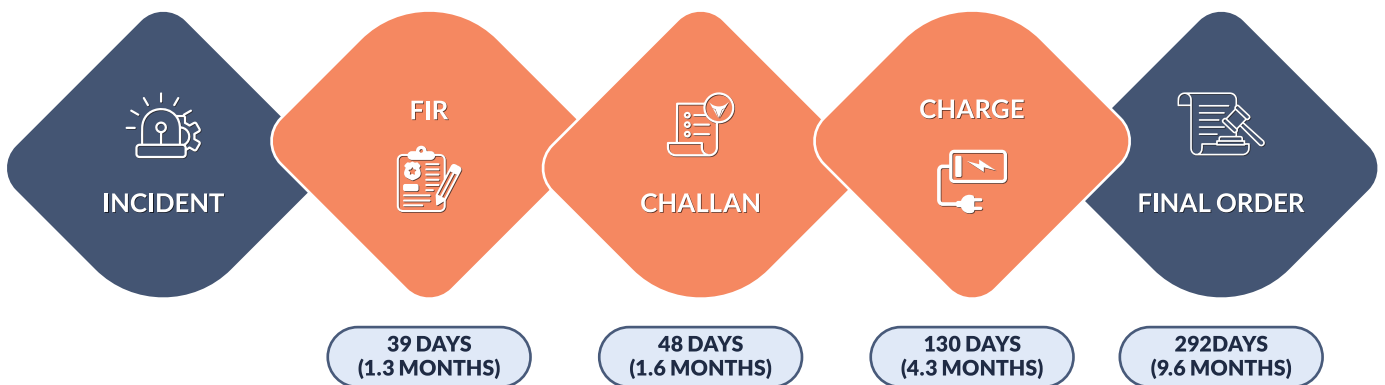 INCIDENT
FIR
CHALLAN
CHARGE
FINAL ORDER
39 DAYS
(1.3 MONTHS)
48 DAYS
(1.6 MONTHS)
130 DAYS
(4.3 MONTHS)
292DAYS
(9.6 MONTHS)